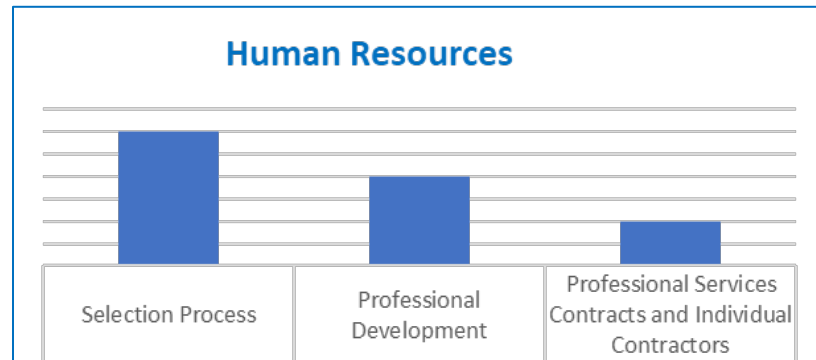 Human Resources
Selection Process
Professional
Development
Professional Services
Contracts and Individual
Contractors